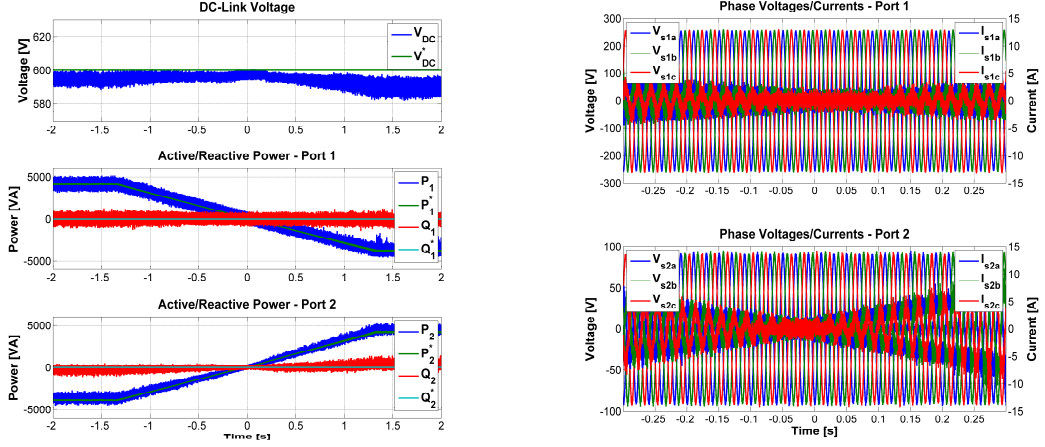 DC-Link Voltage
Voltage [V]
620
600
580
V_DC
V*_DC
-2 -1.5 -1 -0.5 0 0.5 1 1.5 2
Active/Reactive Power - Port 1
Power [VA]
5000
0
-5000
P_1
P*_1
Q_1
Q*_1
-2 -1.5 -1 -0.5 0 0.5 1 1.5 2
Active/Reactive Power - Port 2
Power [VA]
5000
0
-5000
P_2
P*_2
Q_2
Q*_2
-2 -1.5 -1 -0.5 0 0.5 1 1.5 2
Time [s]
Phase Voltages/Currents - Port 1
Voltage [V]
300
200
100
0
-100
-200
-300
V_s1a
V_s1b
V_s1c
I_s1a
I_s1b
I_s1c
15
10
5
0
-5
-10
-15
Current [A]
-0.25 -0.2 -0.15 -0.1 -0.05 0 0.05 0.1 0.15 0.2 0.25
Phase Voltages/Currents - Port 2
Voltage [V]
100
50
0
-50
-100
V_s2a
V_s2b
V_s2c
I_s2a
I_s2b
I_s2c
15
10
5
0
-5
-10
-15
Current [A]
-0.25 -0.2 -0.15 -0.1 -0.05 0 0.05 0.1 0.15 0.2 0.25
Time [s]